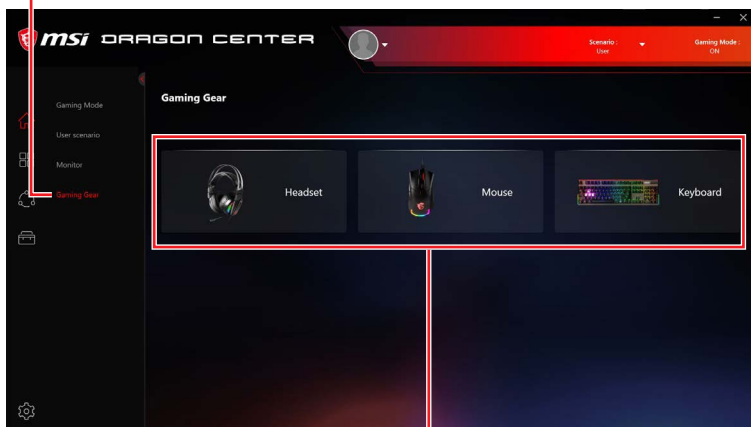 msi DRAGON CENTER
Scenario :
User
Gaming Mode :
ON
Gaming Mode
User scenario
Monitor
Gaming Gear
Gaming Gear
Headset
Mouse
Keyboard